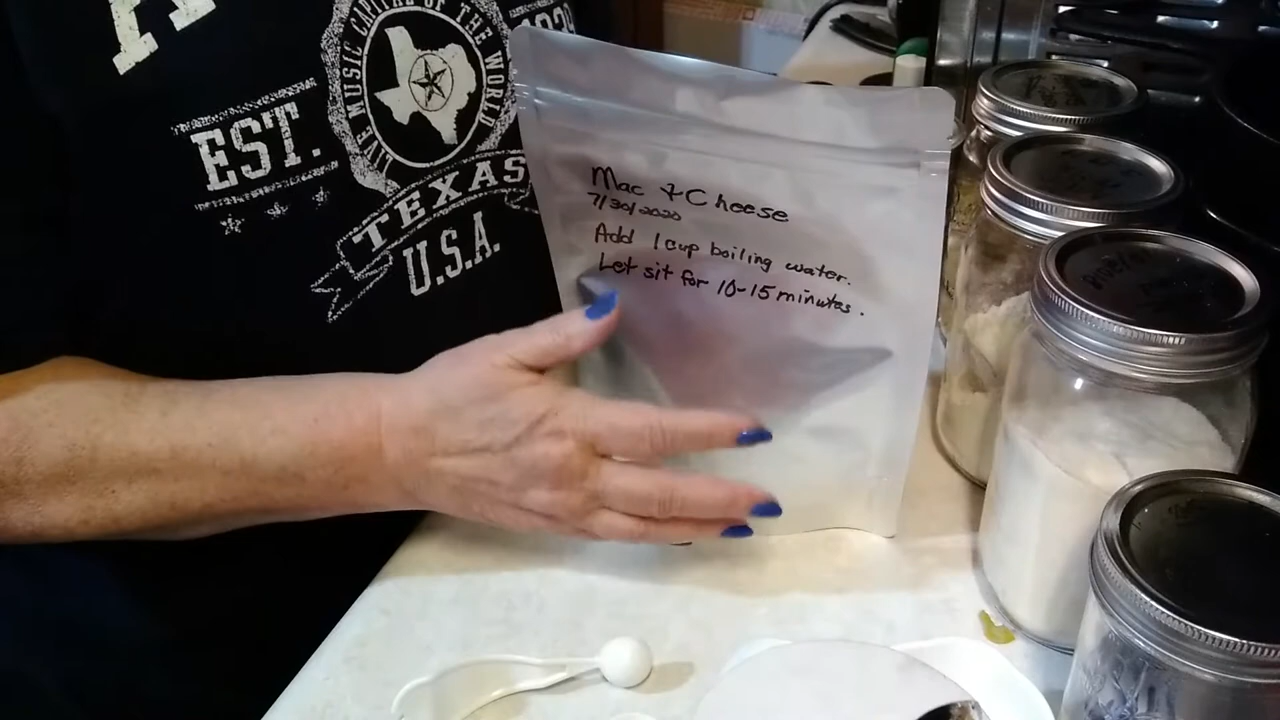 EST.
LIVE MUSIC CAPITAL OF THE WORLD
TEXAS
U.S.A.
Mac & Cheese
7/30/2020
Add 1 cup boiling water.
Let sit for 10-15 minutes.